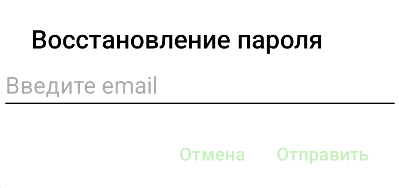 Восстановление пароля
Введите email
Отмена Отправить